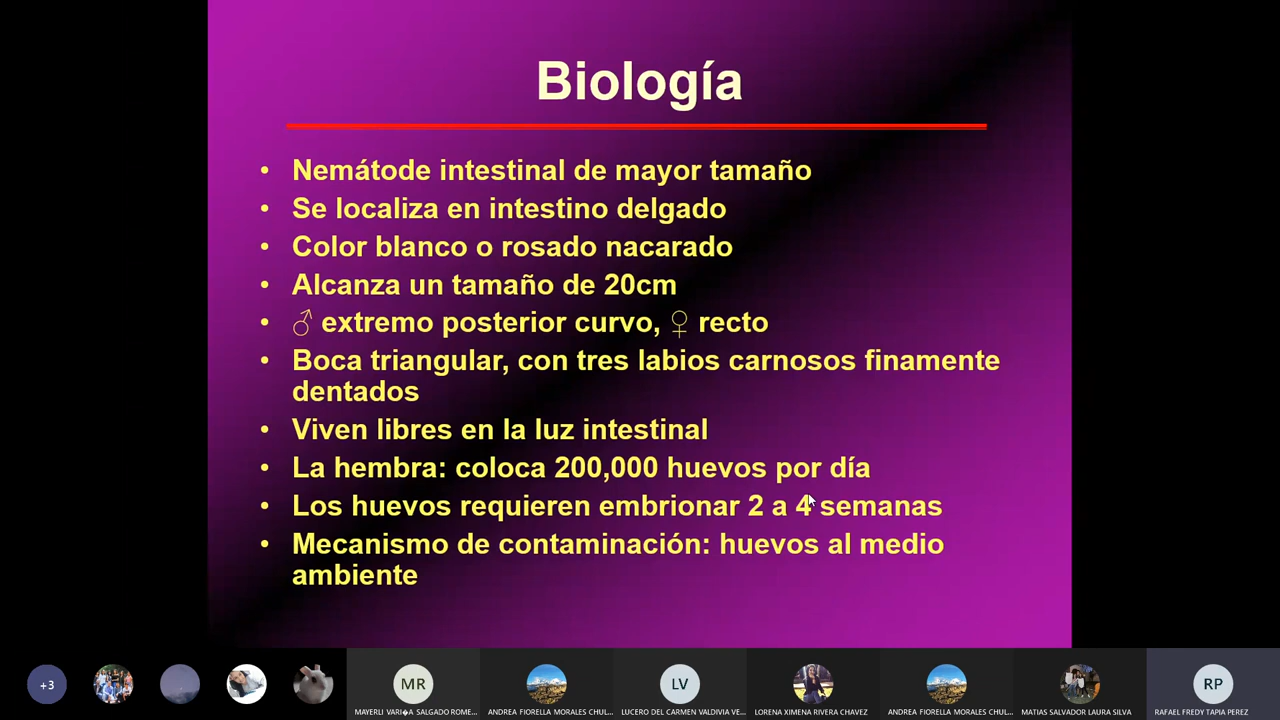 Biología
• Nemátode intestinal de mayor tamaño
• Se localiza en intestino delgado
• Color blanco o rosado nacarado
• Alcanza un tamaño de 20cm
• ♂ extremo posterior curvo, ♀ recto
• Boca triangular, con tres labios carnosos finamente
dentados
• Viven libres en la luz intestinal
• La hembra: coloca 200,000 huevos por día
• Los huevos requieren embrionar 2 a 4 semanas
• Mecanismo de contaminación: huevos al medio
ambiente
+3
MR
LV
RP
MAYERLI VARI�A SALGADO ROME...
ANDREA FIORELLA MORALES CHUL...
LUCERO DEL CARMEN VALDIVIA VE...
LORENA XIMENA RIVERA CHAVEZ
ANDREA FIORELLA MORALES CHUL...
MATIAS SALVADOR LAURA SILVA
RAFAEL FREDY TAPIA PEREZ